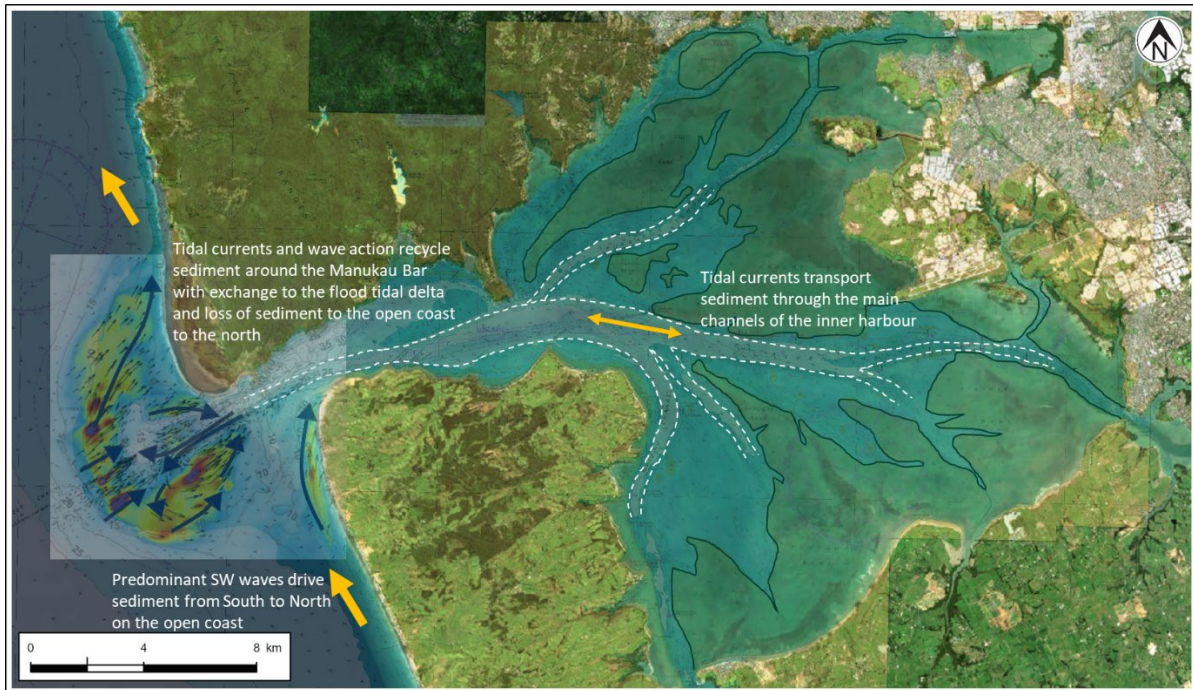 N
Tidal currents and wave action recycle
sediment around the Manukau Bar
with exchange to the flood tidal delta
and loss of sediment to the open coast
to the north
Tidal currents transport
sediment through the main
channels of the inner harbour
Predominant SW waves drive
sediment from South to North
on the open coast
0 4 8 km